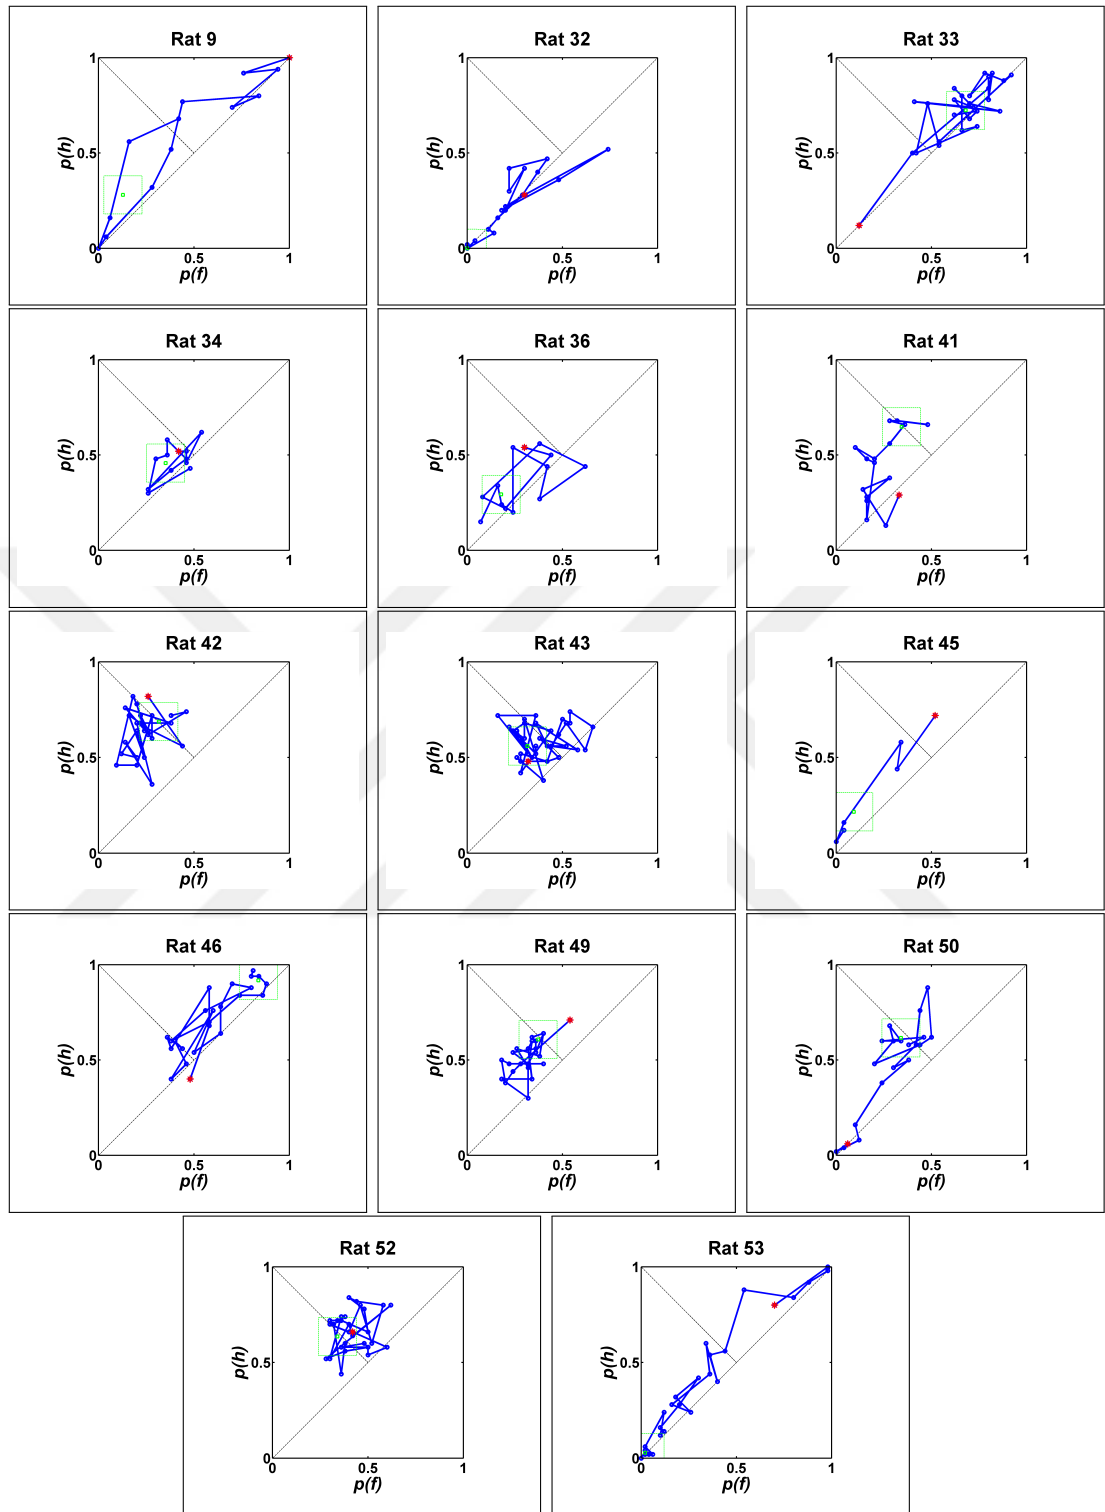 Rat 9
1
p(h)
0.5
0
0 0.5 1
p(f)
Rat 32
1
p(h)
0.5
0
0 0.5 1
p(f)
Rat 33
1
p(h)
0.5
0
0 0.5 1
p(f)
Rat 34
1
p(h)
0.5
0
0 0.5 1
p(f)
Rat 36
1
p(h)
0.5
0
0 0.5 1
p(f)
Rat 41
1
p(h)
0.5
0
0 0.5 1
p(f)
Rat 42
1
p(h)
0.5
0
0 0.5 1
p(f)
Rat 43
1
p(h)
0.5
0
0 0.5 1
p(f)
Rat 45
1
p(h)
0.5
0
0 0.5 1
p(f)
Rat 46
1
p(h)
0.5
0
0 0.5 1
p(f)
Rat 49
1
p(h)
0.5
0
0 0.5 1
p(f)
Rat 50
1
p(h)
0.5
0
0 0.5 1
p(f)
Rat 52
1
p(h)
0.5
0
0 0.5 1
p(f)
Rat 53
1
p(h)
0.5
0
0 0.5 1
p(f)